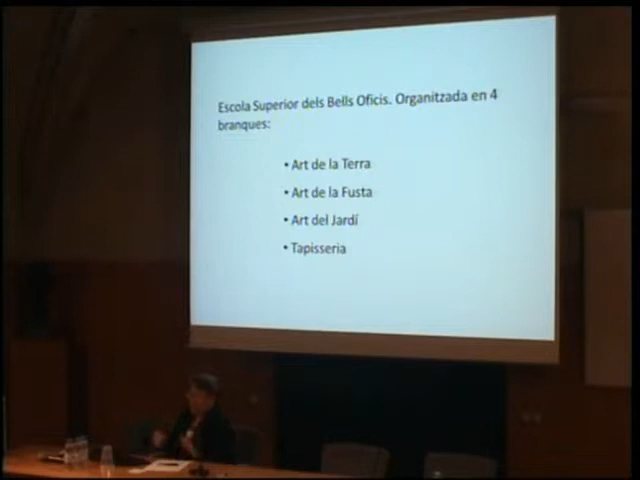 Escola Superior dels Bells Oficis. Organitzada en 4
branques:
• Art de la Terra
• Art de la Fusta
• Art del Jardí
• Tapisseria